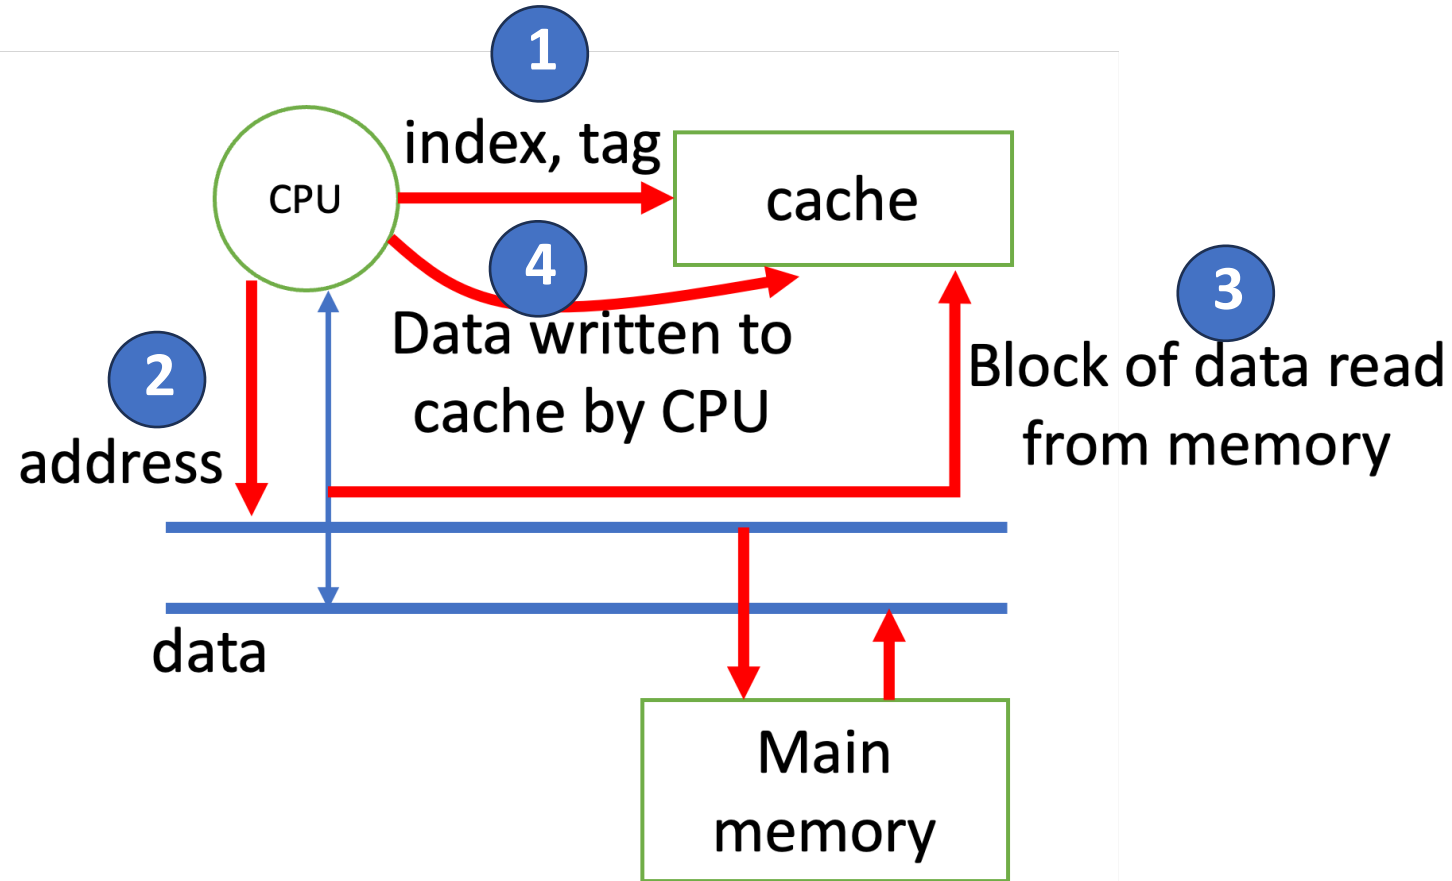 1
index, tag
CPU
cache
4
Data written to
cache by CPU
3
Block of data read
from memory
2
address
data
Main
memory